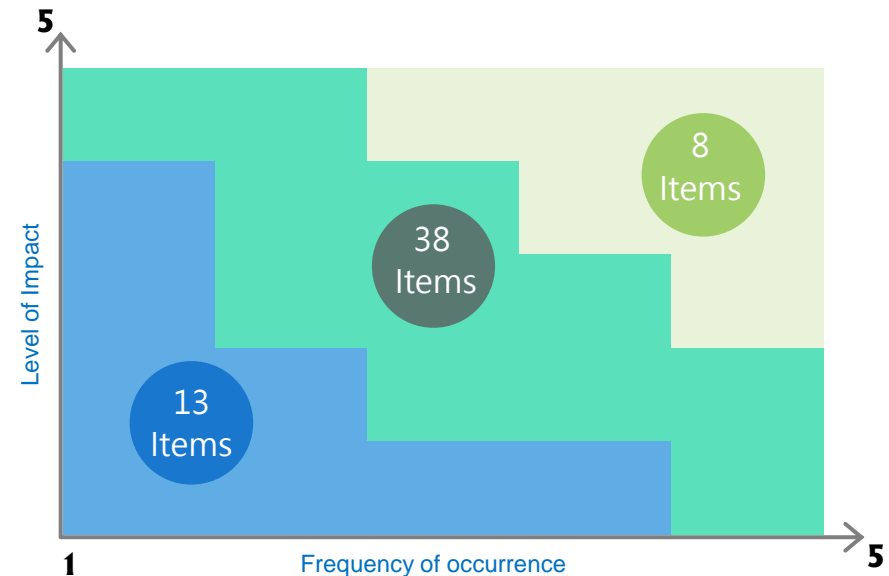 5
8
Items
38
Items
Level of Impact
13
Items
1
Frequency of occurrence
5